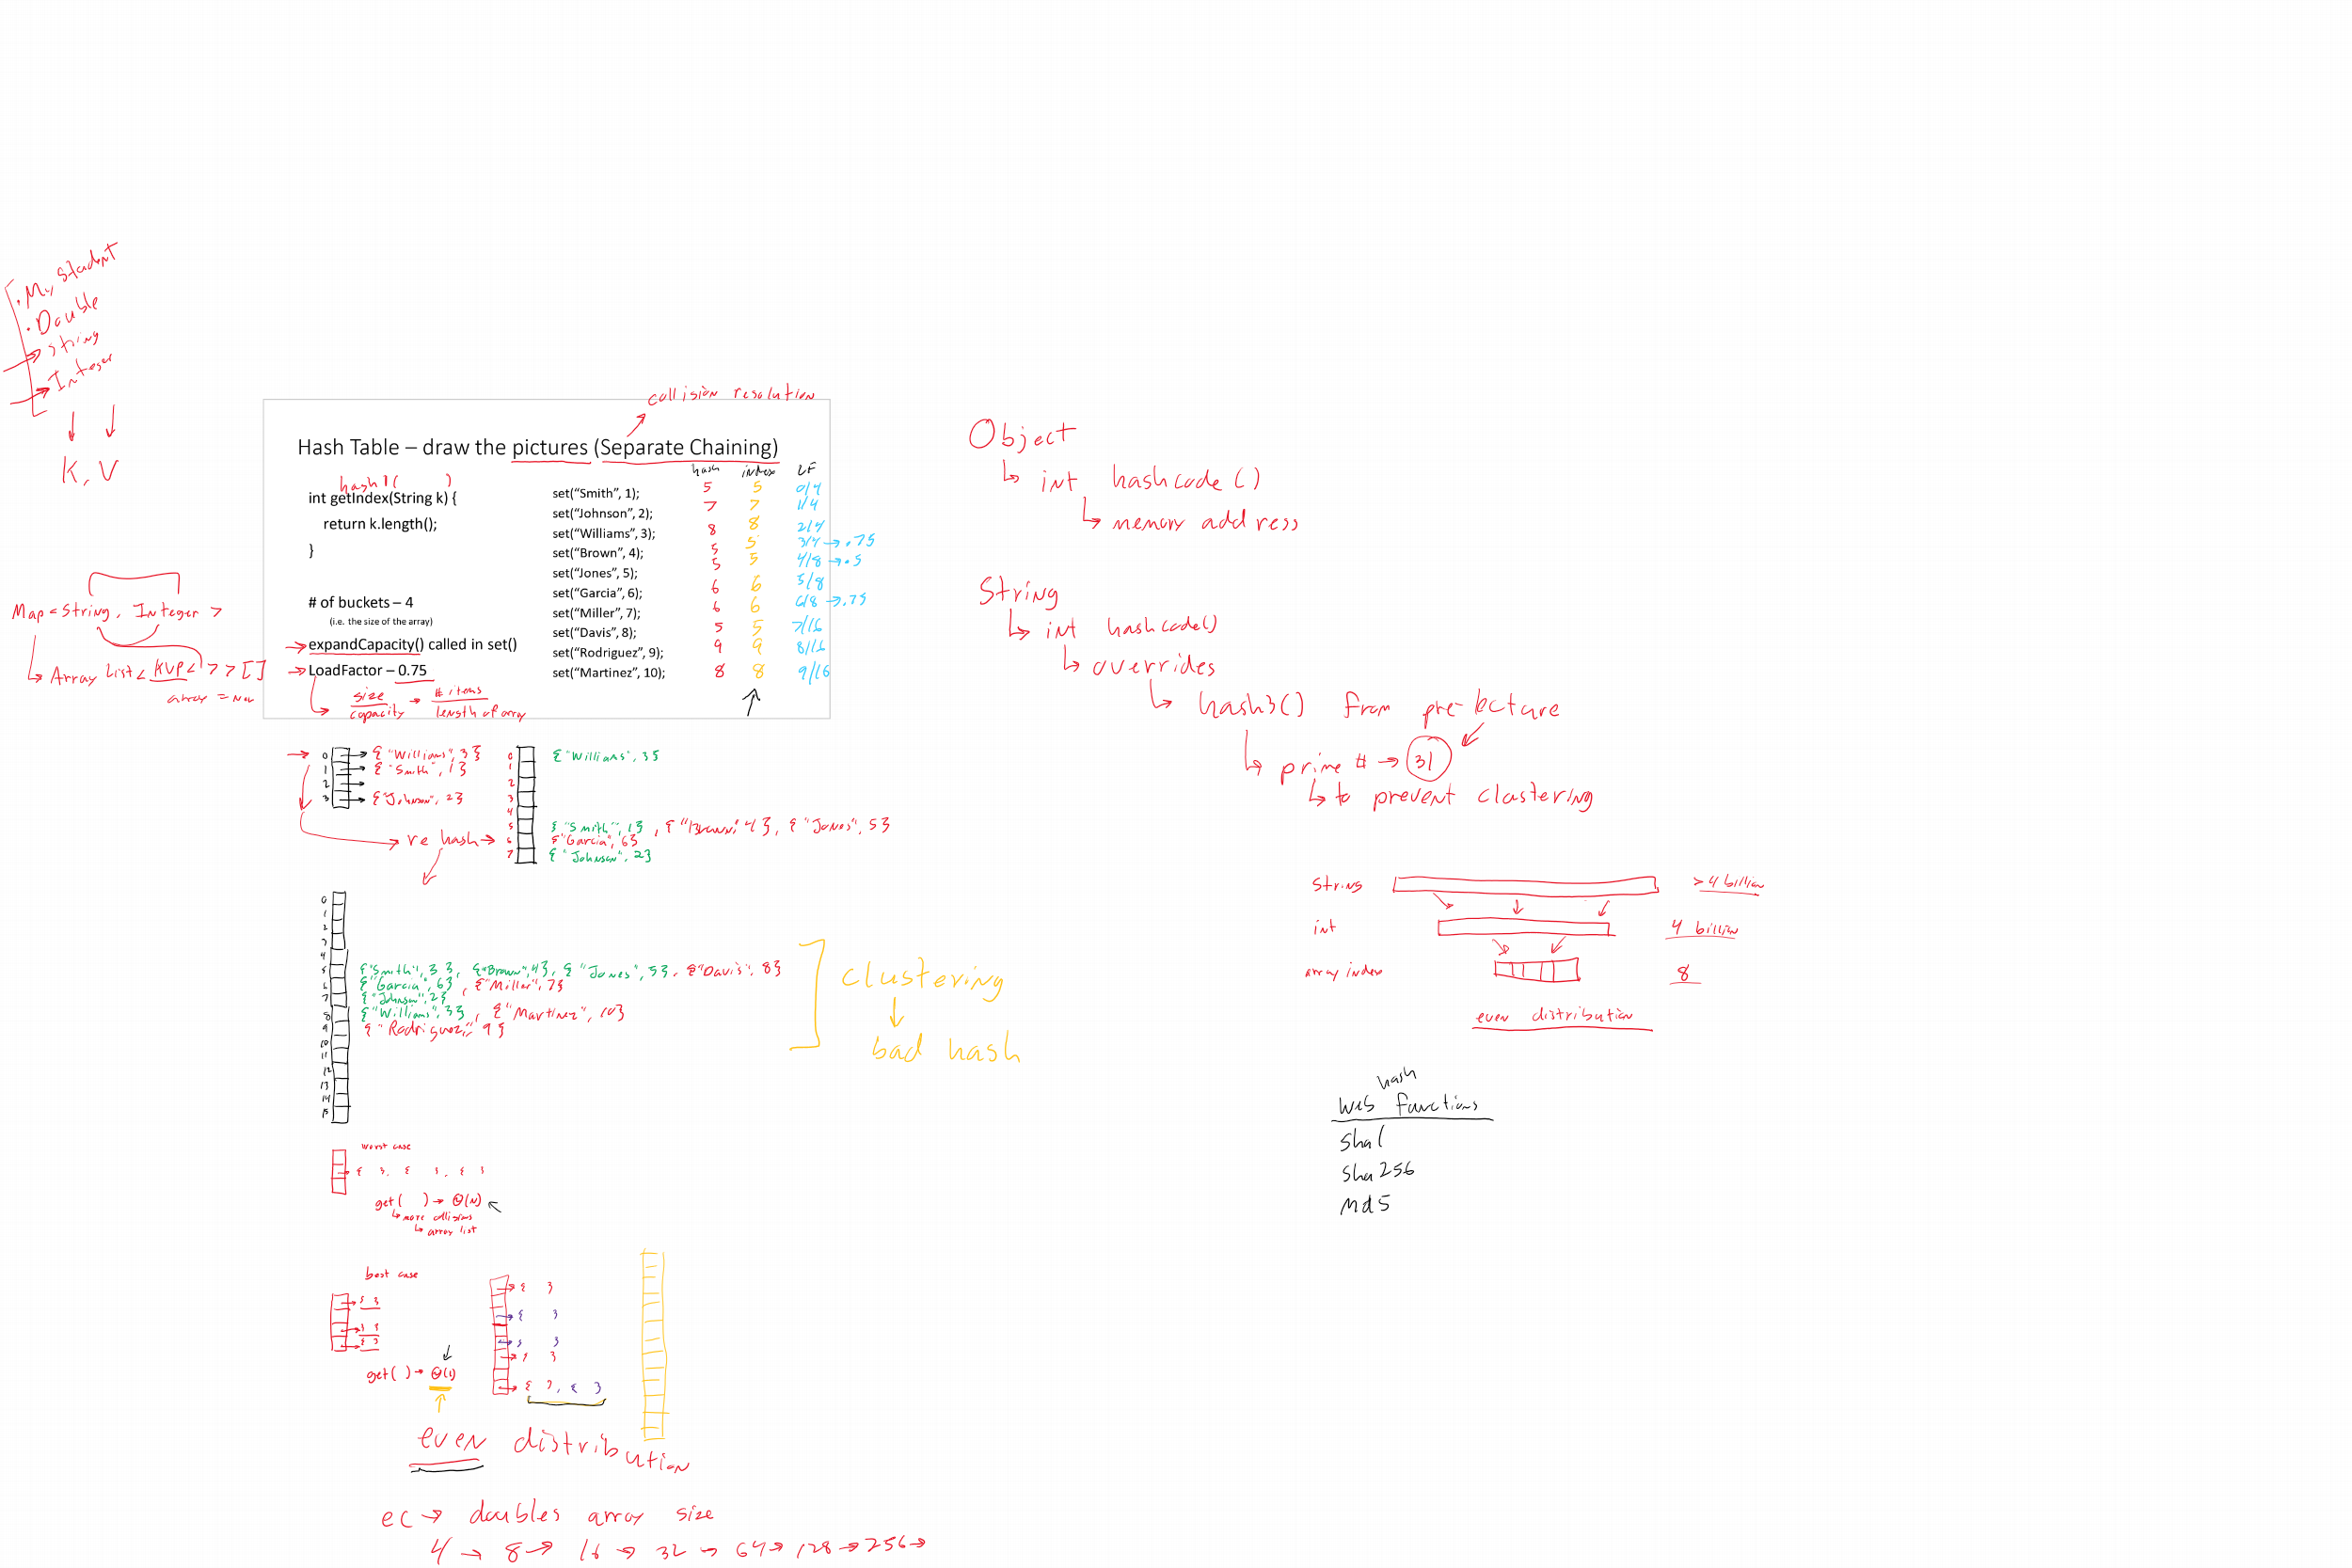 • My Student
• Double
String
Integer
K, V
Map <String, Integer >
Array List < KVP < > > [ ]
array = new
collision resolution
Hash Table – draw the pictures (Separate Chaining)
hash index LF
hash1( )
int getIndex(String k) {
return k.length();
}
# of buckets – 4
(i.e. the size of the array)
expandCapacity() called in set()
LoadFactor – 0.75
size / capacity → # items / length of array
set(“Smith”, 1); 5 5 0/4
set(“Johnson”, 2); 7 7 1/4
set(“Williams”, 3); 8 8 2/4
set(“Brown”, 4); 5 5 3/4 → .75
set(“Jones”, 5); 5 5 4/8 → .5
set(“Garcia”, 6); 6 6 5/8
set(“Miller”, 7); 6 6 6/8 → .75
set(“Davis”, 8); 5 5 7/16
set(“Rodriguez”, 9); 9 9 8/16
set(“Martinez”, 10); 8 8 9/16
0 → {"Williams", 3}
1 → {"Smith", 1}
2 →
3 → {"Johnson", 2}
re hash →
0 {"Williams", 3}
1
2
3
4
5 {"Smith", 1}, {"Brown", 4}, {"Jones", 5}
6 {"Garcia", 6}
7 {"Johnson", 2}
0
1
2
3
4
5 {"Smith", 3}, {"Brown", 4}, {"Jones", 5}, {"Davis", 8}
6 {"Garcia", 6}, {"Miller", 7}
7 {"Johnson", 2}
8 {"Williams", 3}, {"Martinez", 10}
9 {"Rodriguez", 9}
10
11
12
13
14
15
clustering
bad hash
worst case
{ }, { }, { }
get( ) → Θ(N)
more collisions
array list
best case
{ }
{ }
{ }
get( ) → Θ(1)
{ }
{ }
{ }
{ }
{ }, { }
even distribution
ec → doubles array size
4 → 8 → 16 → 32 → 64 → 128 → 256 →
Object
int hashcode ()
memory address
String
int hashcode()
overrides
hash3() from pre-lecture
prime # → 31
to prevent clustering
String > 4 billion
int 4 billion
array index 8
even distribution
hash
web functions
sha1
sha256
md5